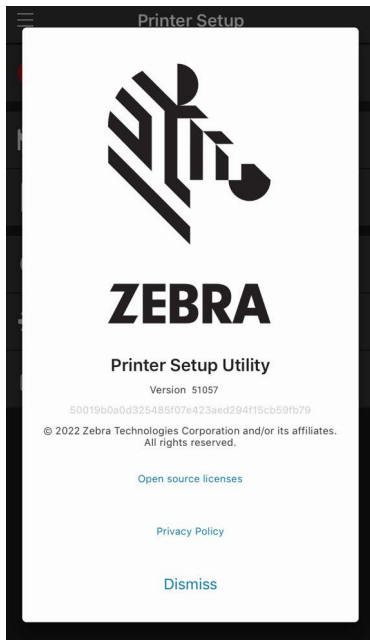 Printer Setup
ZEBRA
Printer Setup Utility
Version 51057
50019b0a0d325485f07e423aed294f15cb59fb79
© 2022 Zebra Technologies Corporation and/or its affiliates.
All rights reserved.
Open source licenses
Privacy Policy
Dismiss